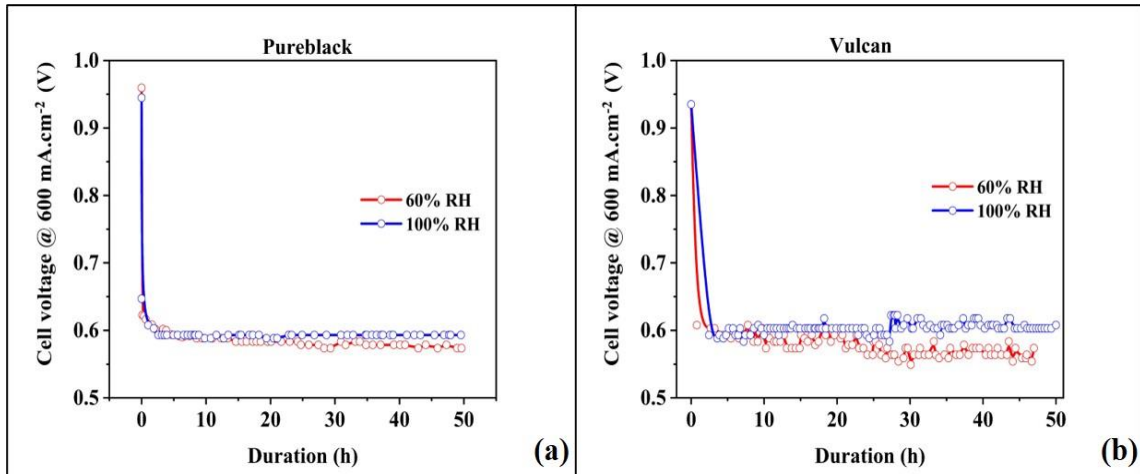 Pureblack
Cell voltage @ 600 mA.cm⁻² (V)
1.0
0.9
0.8
0.7
0.6
0.5
60% RH
100% RH
0
10
20
30
40
50
Duration (h)
(a)
Vulcan
Cell voltage @ 600 mA.cm⁻² (V)
1.0
0.9
0.8
0.7
0.6
0.5
60% RH
100% RH
0
10
20
30
40
50
Duration (h)
(b)